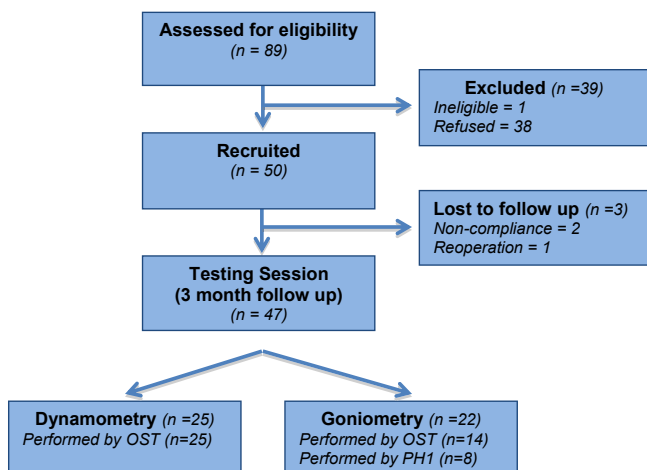 Assessed for eligibility
(n = 89)
Excluded (n =39)
Ineligible = 1
Refused = 38
Recruited
(n = 50)
Lost to follow up (n =3)
Non-compliance = 2
Reoperation = 1
Testing Session
(3 month follow up)
(n = 47)
Dynamometry (n =25)
Performed by OST (n=25)
Goniometry (n =22)
Performed by OST (n=14)
Performed by PH1 (n=8)